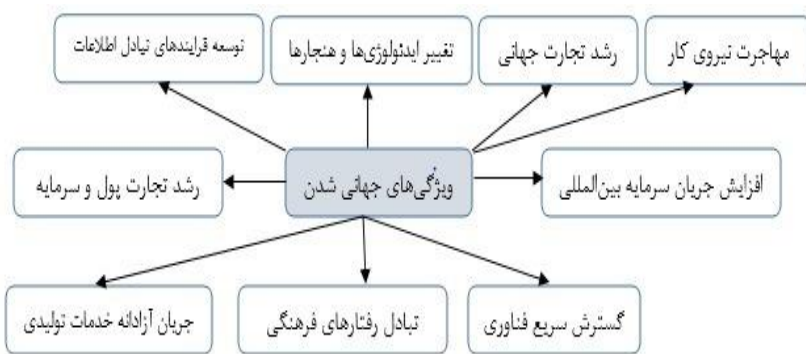 مهاجرت نیروی کار
رشد تجارت جهانی
تغییر ایدئولوژی‌ها و هنجارها
توسعه فرایندهای تبادل اطلاعات
افزایش جریان سرمایه بین‌المللی
ویژگی‌های جهانی شدن
رشد تجارت پول و سرمایه
گسترش سریع فناوری
تبادل رفتارهای فرهنگی
جریان آزادانه خدمات تولیدی